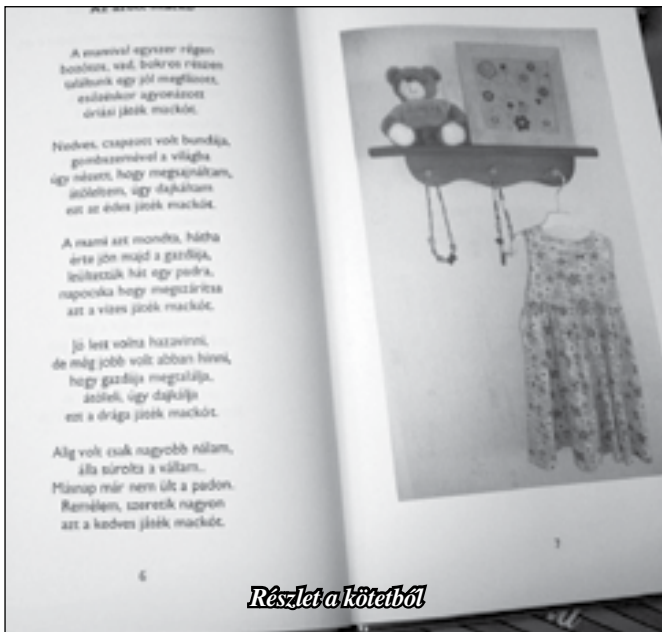 Az ázott mackó
A mamival egyszer régen
bozótos, vad, bokros részen
találtunk egy jól megfázott,
esőzéskor agyonázott
óriási játék mackót.
Nedves, csapzott volt bundája,
gombszemével a világba
úgy nézett, hogy megsajnáltam,
átöleltem, úgy dajkáltam
ezt az édes játék mackót.
A mami azt mondta, hátha
érte jön majd a gazdája,
leültettük hát egy padra,
napocska hogy megszárítsa
azt a vizes játék mackót.
Jó lett volna hazavinni,
de még jobb volt abban hinni,
hogy gazdája megtalálja,
átöleli, úgy dajkálja
ezt a drága játék mackót.
Alig volt csak nagyobb nálam,
álla súrolta a vállam.
Másnap már nem ült a padon.
Remélem, szeretik nagyon
azt a kedves játék mackót.
6
7
Részlet a kötetből